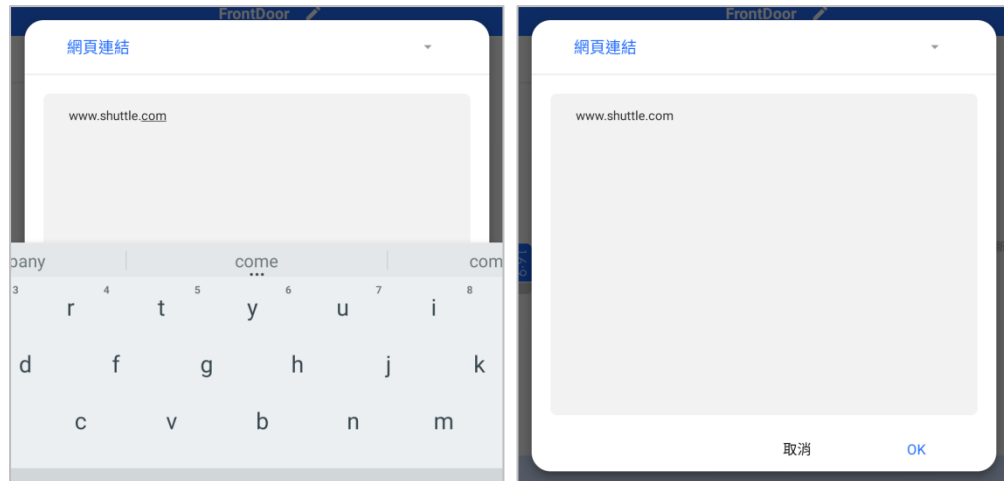 FrontDoor
網頁連結
www.shuttle.com
pany come com
3 4 5 6 7 8
r t y u i
d f g h j k
c v b n m
FrontDoor
網頁連結
www.shuttle.com
取消 OK